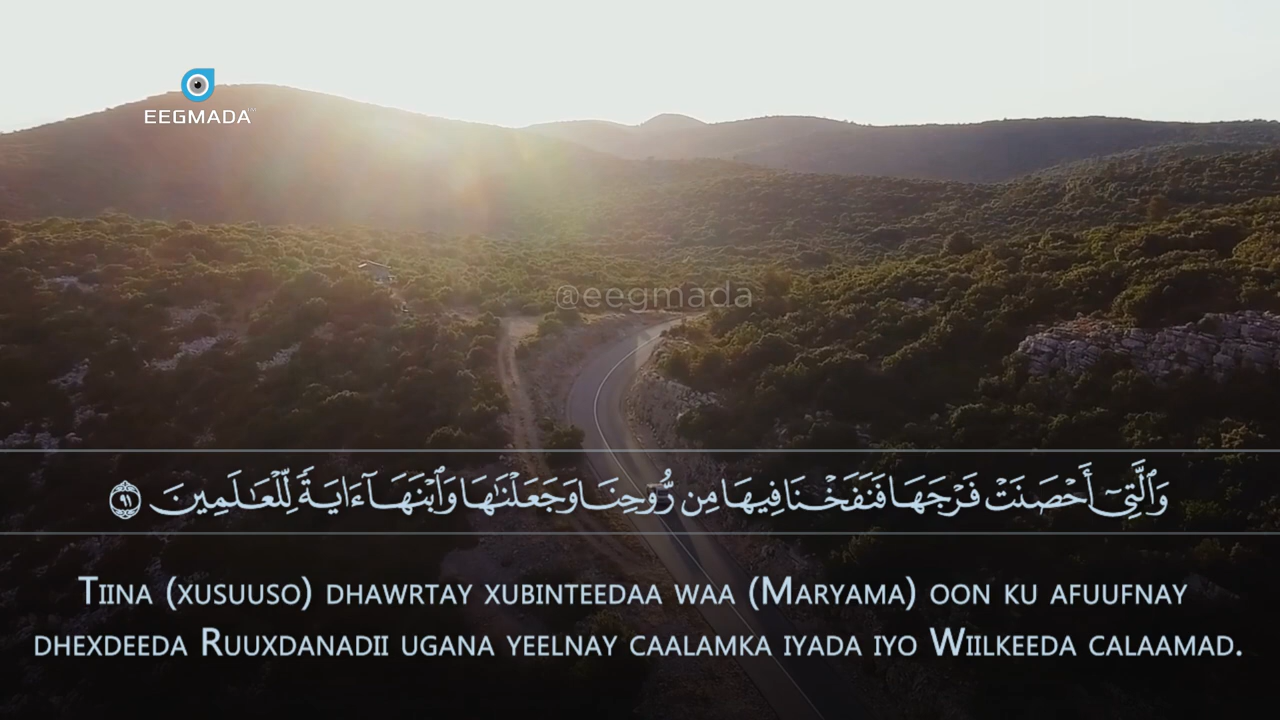 EEGMADA™
@eegmada
وَٱلَّتِىٓ أَحْصَنَتْ فَرْجَهَا فَنَفَخْنَا فِيهَا مِن رُّوحِنَا وَجَعَلْنَٰهَا وَٱبْنَهَآ ءَايَةً لِّلْعَٰلَمِينَ ٩١
Tiina (xusuuso) dhawrtay xubinteedaa waa (Maryama) oon ku afuufnay
dhexdeeda Ruuxdanadii ugana yeelnay caalamka iyada iyo Wiilkeeda calaamad.